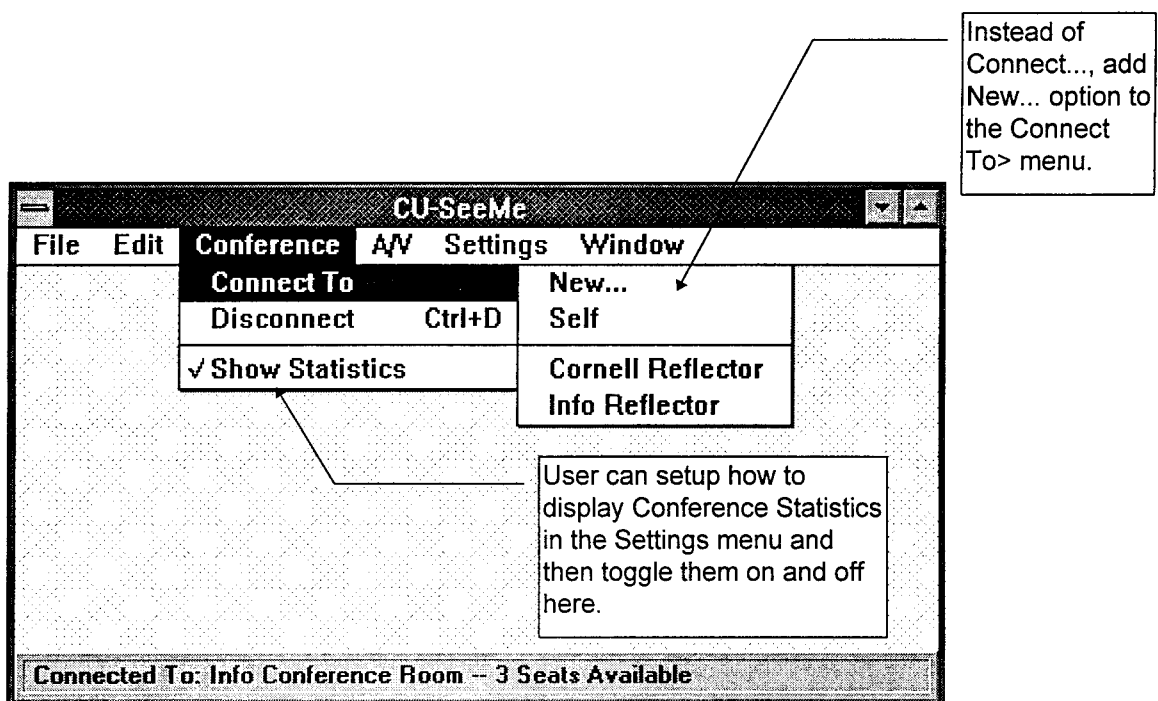 Instead of
Connect..., add
New... option to
the Connect
To> menu.
CU-SeeMe
File Edit Conference A/V Settings Window
Connect To
Disconnect Ctrl+D
√ Show Statistics
New...
Self
Cornell Reflector
Info Reflector
User can setup how to
display Conference Statistics
in the Settings menu and
then toggle them on and off
here.
Connected To: Info Conference Room -- 3 Seats Available